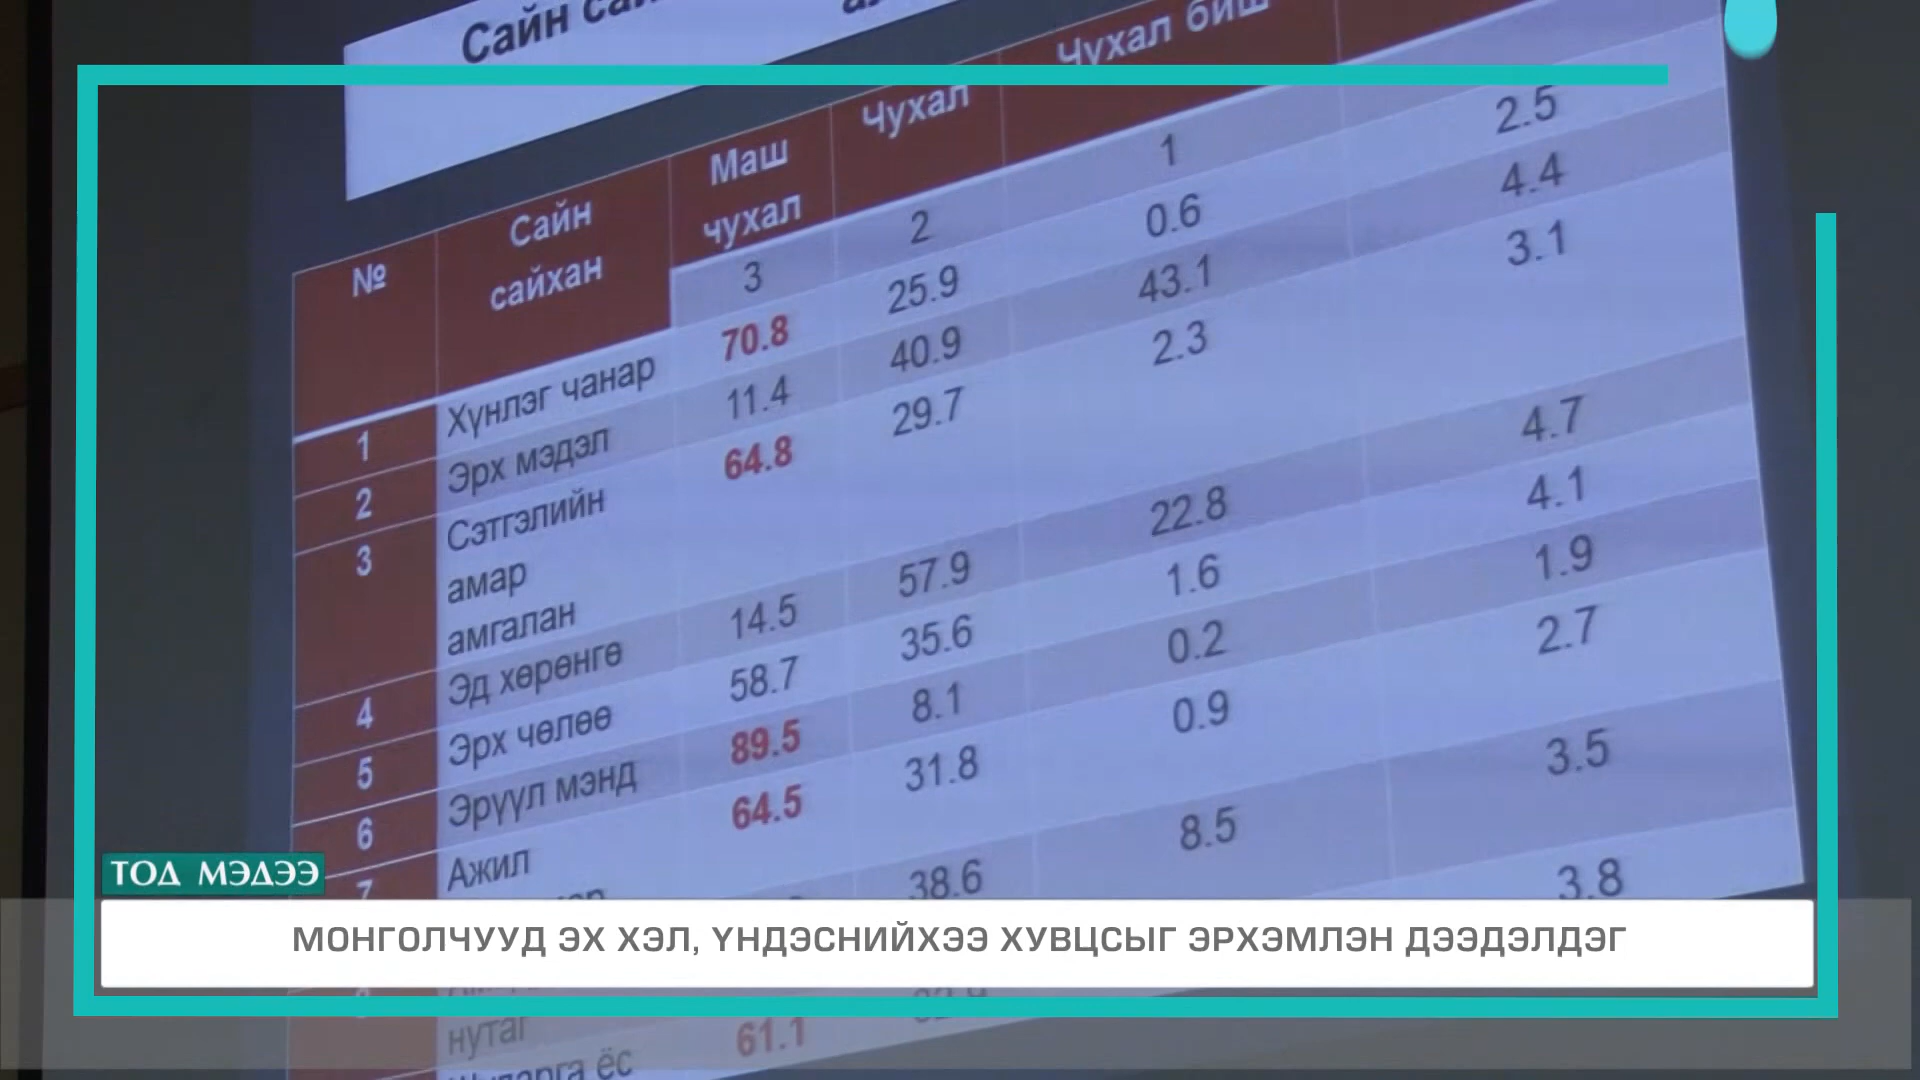 Сайн
Чухал биш
Чухал
Маш
чухал
Сайн
сайхан
№
3 2 1
1 Хүнлэг чанар 70.8 25.9 0.6 2.5
2 Эрх мэдэл 11.4 40.9 43.1 4.4
3 Сэтгэлийн 64.8 29.7 2.3 3.1
амар
амгалан
4 Эд хөрөнгө 14.5 57.9 22.8 4.7
5 Эрх чөлөө 58.7 35.6 1.6 4.1
6 Эрүүл мэнд 89.5 8.1 0.2 1.9
7 Ажил 64.5 31.8 0.9 2.7
38.6 8.5 3.5
3.8
ТОД МЭДЭЭ
МОНГОЛЧУУД ЭХ ХЭЛ, ҮНДЭСНИЙХЭЭ ХУВЦСЫГ ЭРХЭМЛЭН ДЭЭДЭЛДЭГ
нутаг 61.1
ёс